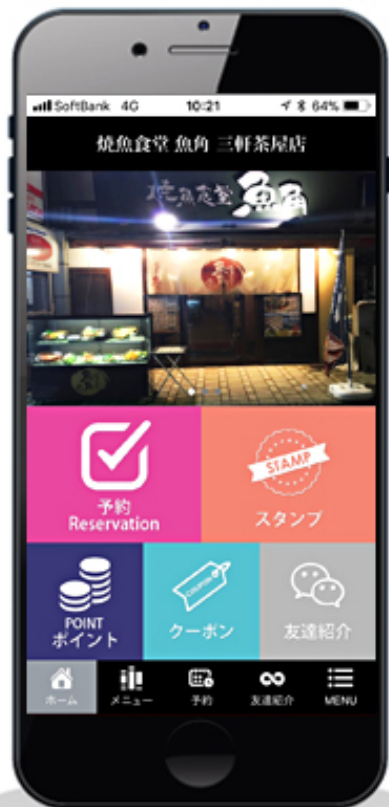 SoftBank 4G 10:21 64%
焼魚食堂 魚角 三軒茶屋店
焼魚食堂 魚角
予約
Reservation
STAMP
スタンプ
POINT
ポイント
COUPON
クーポン
友達紹介
ホーム
メニュー
予約
友達紹介
MENU